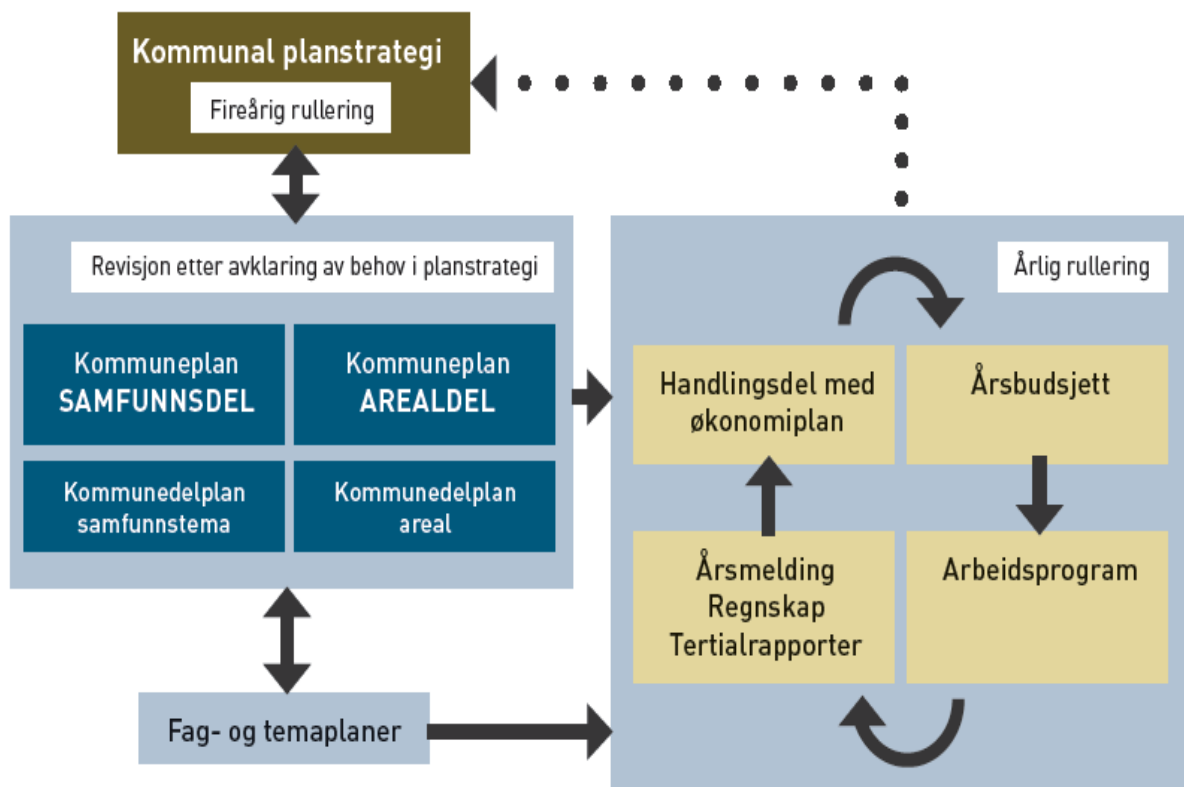 Kommunal planstrategi
Fireårig rullering
Revisjon etter avklaring av behov i planstrategi
Kommuneplan
SAMFUNNSDEL
Kommuneplan
AREALDEL
Kommunedelplan
samfunnstema
Kommunedelplan
areal
Fag- og temaplaner
Årlig rullering
Handlingsdel med
økonomiplan
Årsbudsjett
Årsmelding
Regnskap
Tertialrapporter
Arbeidsprogram